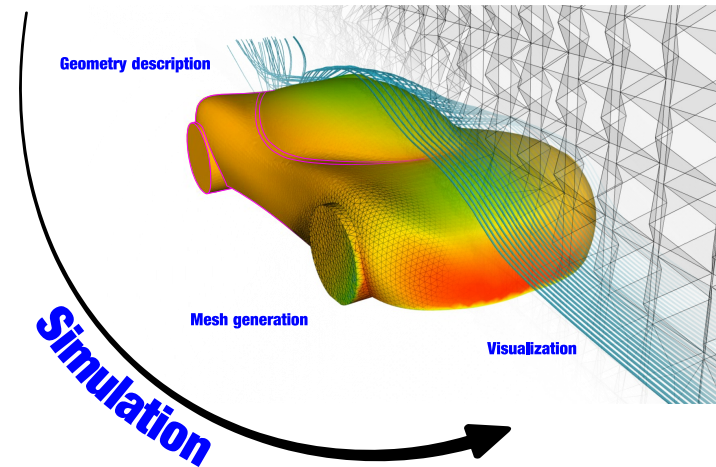 Geometry description
Mesh generation
Visualization
Simulation